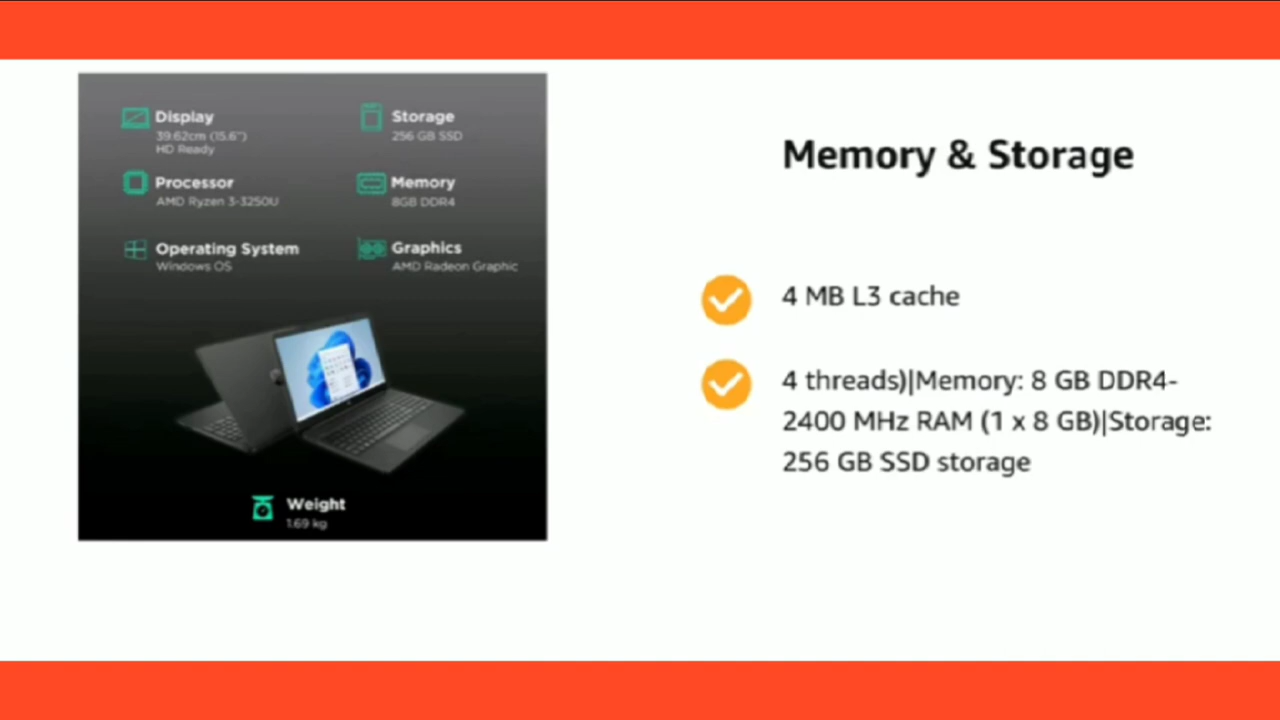 Display
39.62cm (15.6")
HD Ready
Storage
256 GB SSD
Processor
AMD Ryzen 3-3250U
Memory
8GB DDR4
Operating System
Windows OS
Graphics
AMD Radeon Graphic
Weight
1.69 kg
Memory & Storage
4 MB L3 cache
4 threads)|Memory: 8 GB DDR4-
2400 MHz RAM (1 x 8 GB)|Storage:
256 GB SSD storage